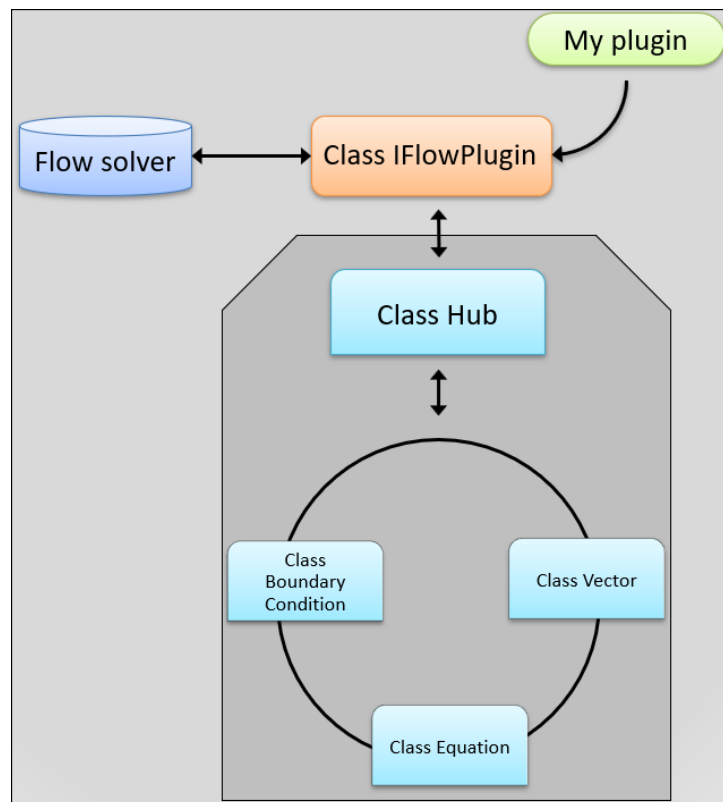 My plugin
Flow solver
Class IFlowPlugin
Class Hub
Class
Boundary
Condition
Class Vector
Class Equation